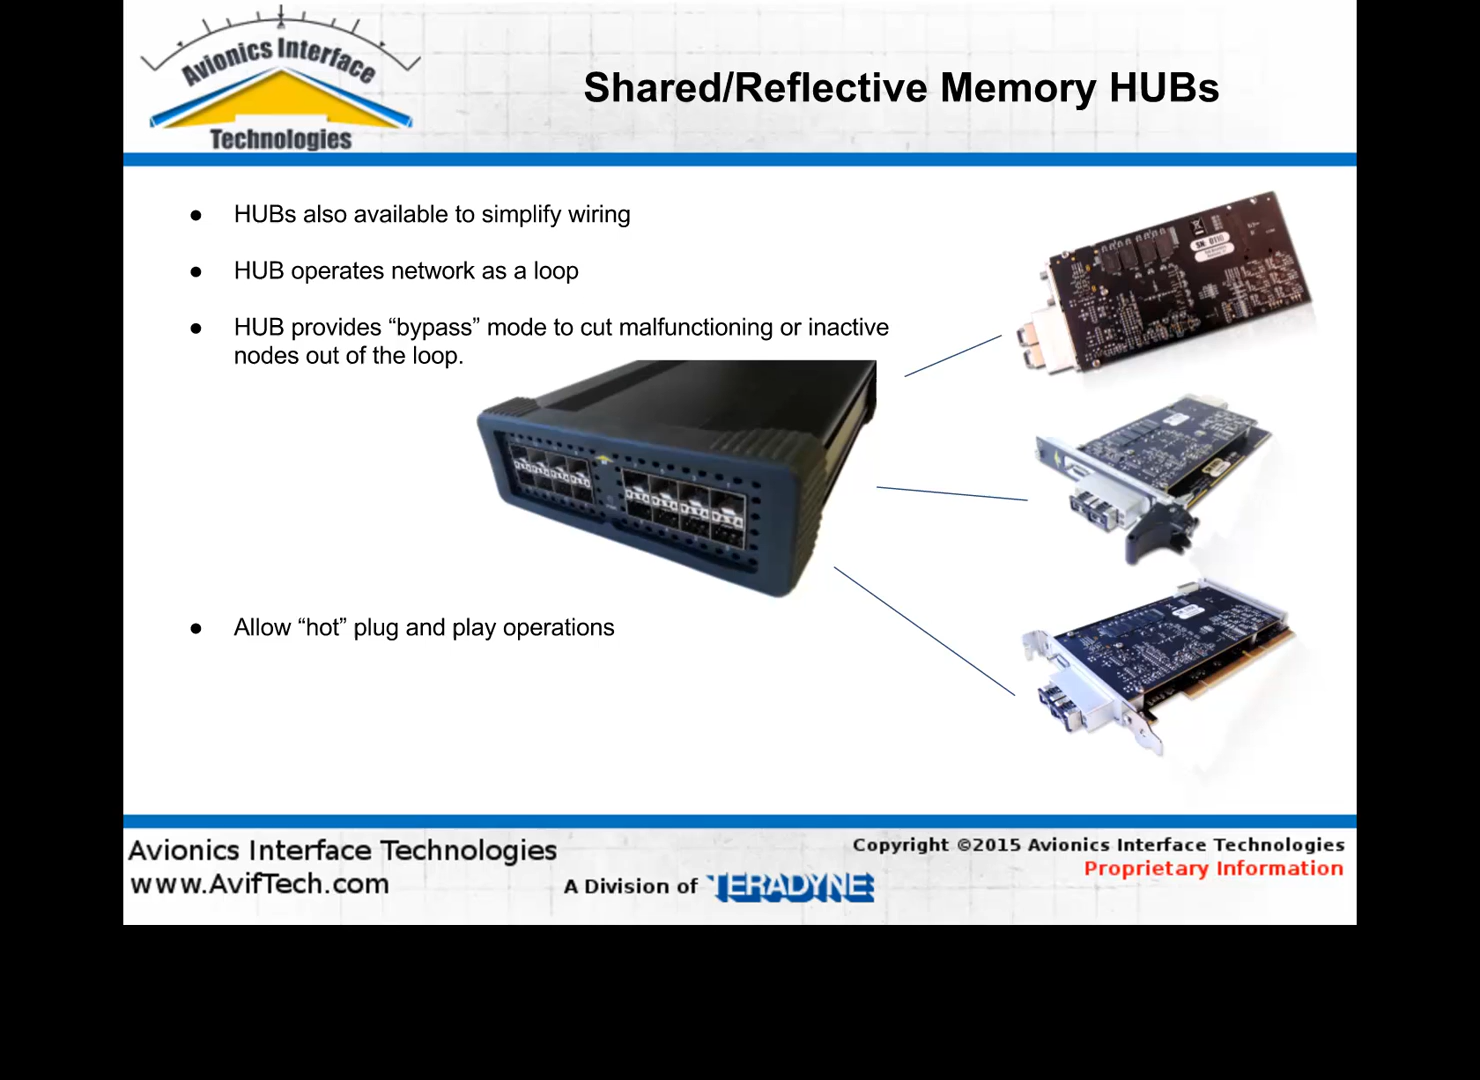 Avionics Interface
Technologies
Shared/Reflective Memory HUBs
● HUBs also available to simplify wiring
● HUB operates network as a loop
● HUB provides “bypass” mode to cut malfunctioning or inactive
nodes out of the loop.
SN: 0110
● Allow “hot” plug and play operations
Avionics Interface Technologies
www.AvifTech.com
A Division of TERADYNE
Copyright ©2015 Avionics Interface Technologies
Proprietary Information